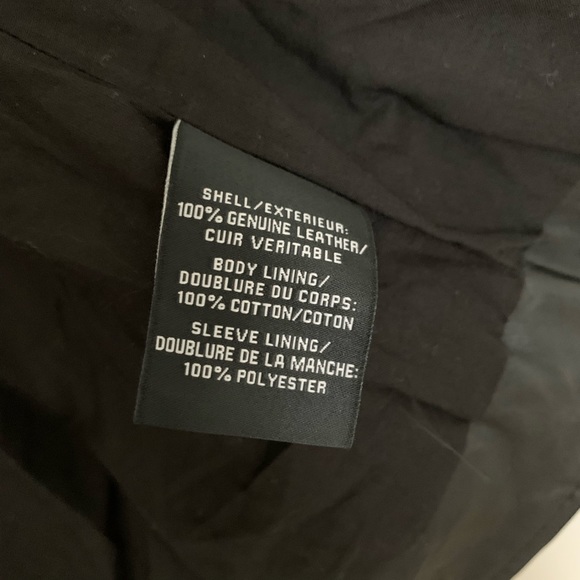 SHELL/EXTERIEUR:
100% GENUINE LEATHER/
CUIR VERITABLE
BODY LINING/
DOUBLURE DU CORPS:
100% COTTON/COTON
SLEEVE LINING/
DOUBLURE DE LA MANCHE:
100% POLYESTER